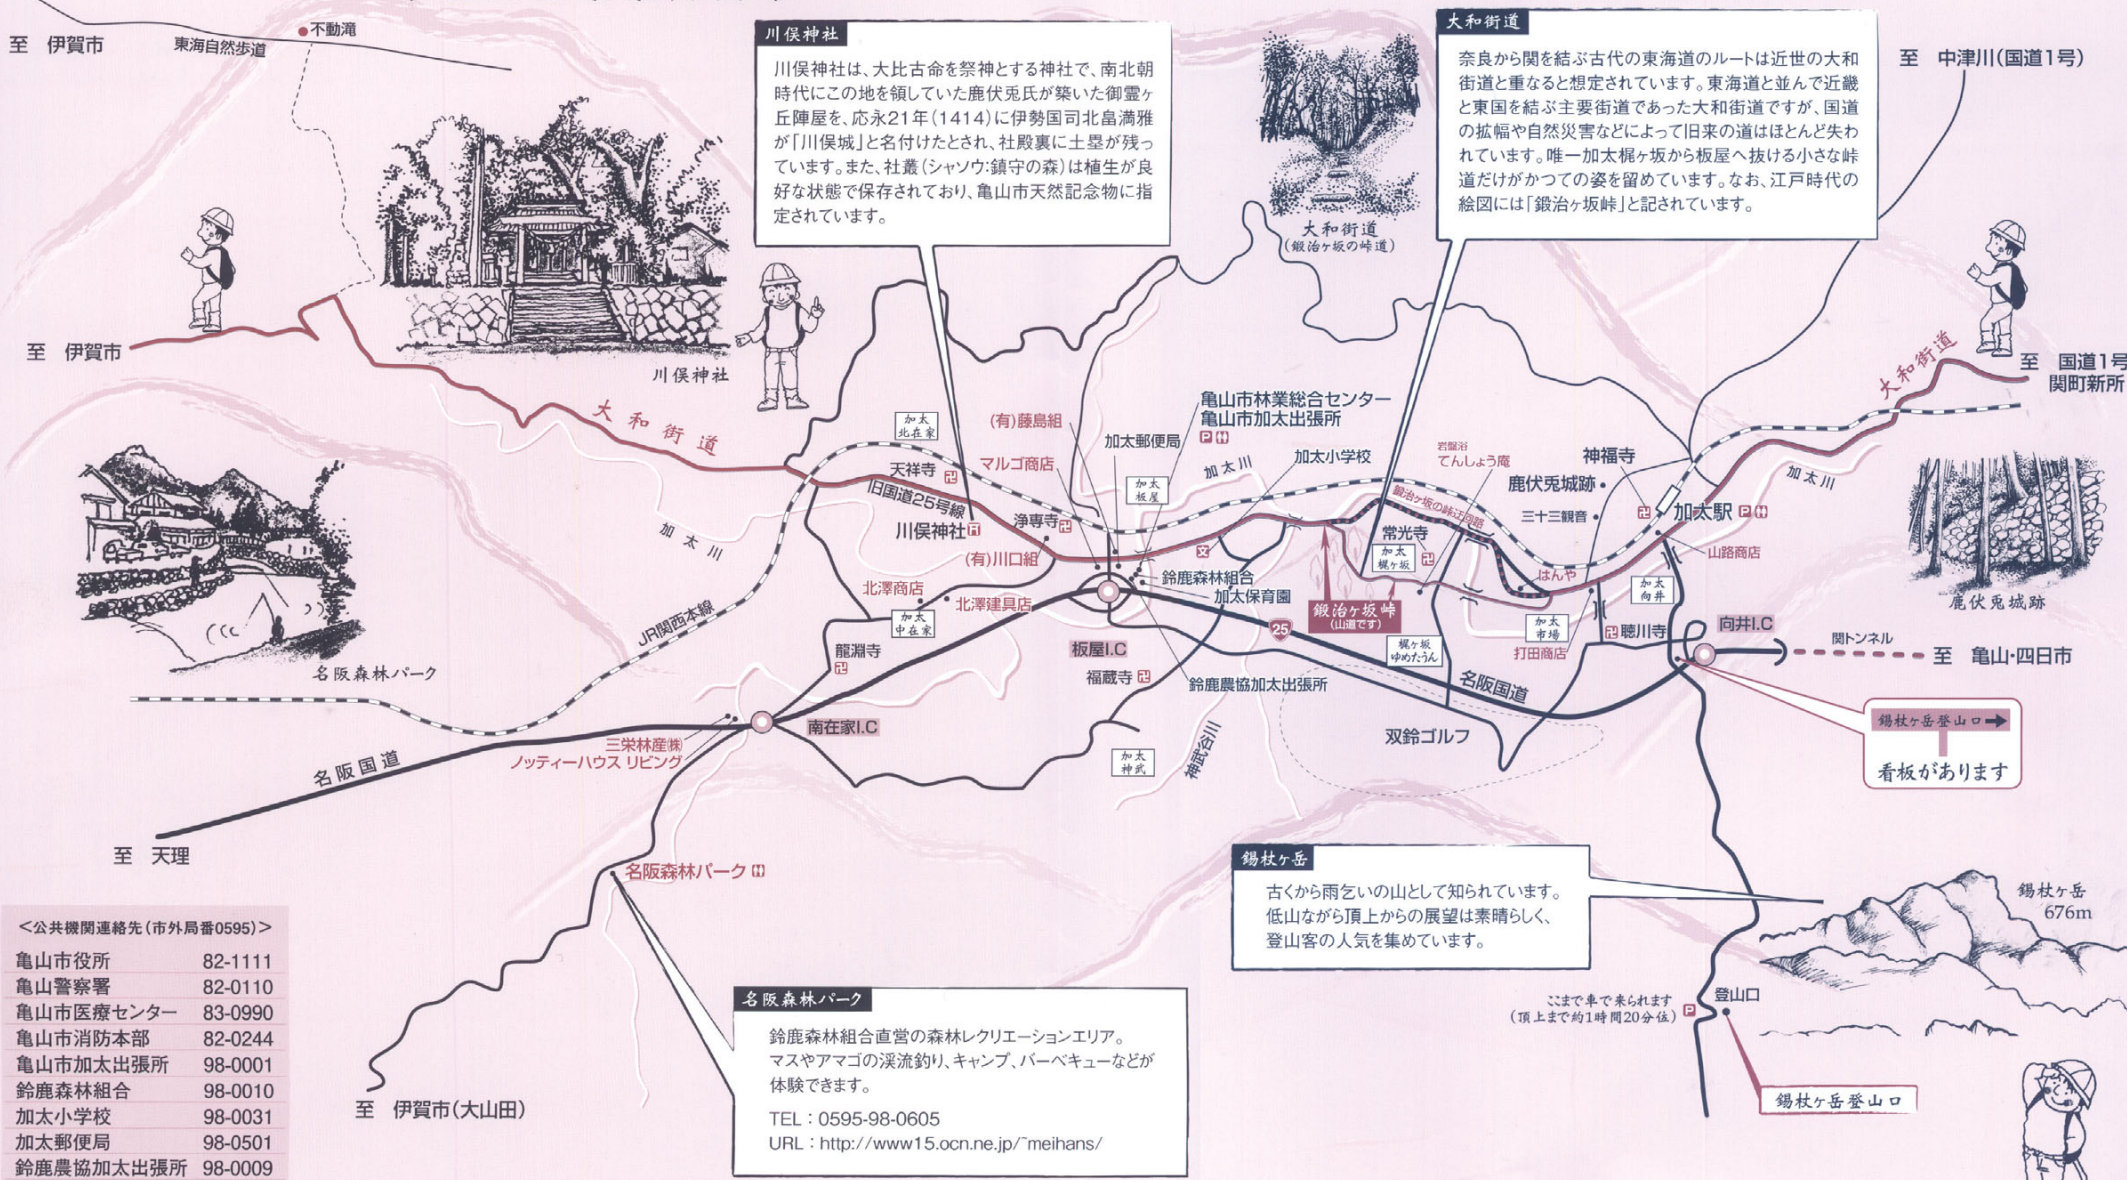 至 伊賀市
東海自然歩道
不動滝
川俣神社
川俣神社は、大比古命を祭神とする神社で、南北朝
時代にこの地を領していた鹿伏兎氏が築いた御霊ヶ
丘陣屋を、応永21年(1414)に伊勢国司北畠満雅
が「川俣城」と名付けたとされ、社殿裏に土塁が残っ
ています。また、社叢(シャソウ:鎮守の森)は植生が良
好な状態で保存されており、亀山市天然記念物に指
定されています。
大和街道
(鍛治ヶ坂の峠道)
大和街道
奈良から関を結ぶ古代の東海道のルートは近世の大和
街道と重なると想定されています。東海道と並んで近畿
と東国を結ぶ主要街道であった大和街道ですが、国道
の拡幅や自然災害などによって旧来の道はほとんど失わ
れています。唯一加太梶ヶ坂から板屋へ抜ける小さな峠
道だけがかつての姿を留めています。なお、江戸時代の
絵図には「鍛治ヶ坂峠」と記されています。
至 中津川(国道1号)
至 伊賀市
川俣神社
大和街道
大和街道
至 国道1号
関町新所
加太
北在家
(有)藤島組
マルゴ商店
加太郵便局
亀山市林業総合センター
亀山市加太出張所
P
加太
板屋
加太川
加太小学校
岩盤浴
てんしょう庵
神福寺
鹿伏兎城跡
三十三観音
加太駅
P
加太川
山路商店
天祥寺
旧国道25号線
川俣神社
浄専寺
(有)川口組
加太川
鍛治ヶ坂の峠迂回路
常光寺
加太
梶ヶ坂
はんや
加太
向井
鹿伏兎城跡
文
鈴鹿森林組合
加太保育園
北澤商店
北澤建具店
加太
中在家
JR関西本線
龍淵寺
板屋I.C
福蔵寺
鍛治ヶ坂峠
(山道です)
25
梶ヶ坂
ゆめたうん
加太
市場
打田商店
聴川寺
向井I.C
関トンネル
至 亀山・四日市
鈴鹿農協加太出張所
名阪国道
名阪森林パーク
南在家I.C
三栄林産㈱
ノッティーハウス リビング
加太
神武
神武谷川
双鈴ゴルフ
錫杖ヶ岳登山口
看板があります
名阪国道
至 天理
名阪森林パーク
錫杖ヶ岳
古くから雨乞いの山として知られています。
低山ながら頂上からの展望は素晴らしく、
登山客の人気を集めています。
錫杖ヶ岳
676m
ここまで車で来られます
(頂上まで約1時間20分位)
P
登山口
錫杖ヶ岳登山口
<公共機関連絡先(市外局番0595)>
亀山市役所 82-1111
亀山警察署 82-0110
亀山市医療センター 83-0990
亀山市消防本部 82-0244
亀山市加太出張所 98-0001
鈴鹿森林組合 98-0010
加太小学校 98-0031
加太郵便局 98-0501
鈴鹿農協加太出張所 98-0009
至 伊賀市(大山田)
名阪森林パーク
鈴鹿森林組合直営の森林レクリエーションエリア。
マスやアマゴの渓流釣り、キャンプ、バーベキューなどが
体験できます。
TEL：0595-98-0605
URL：http://www15.ocn.ne.jp/~meihans/